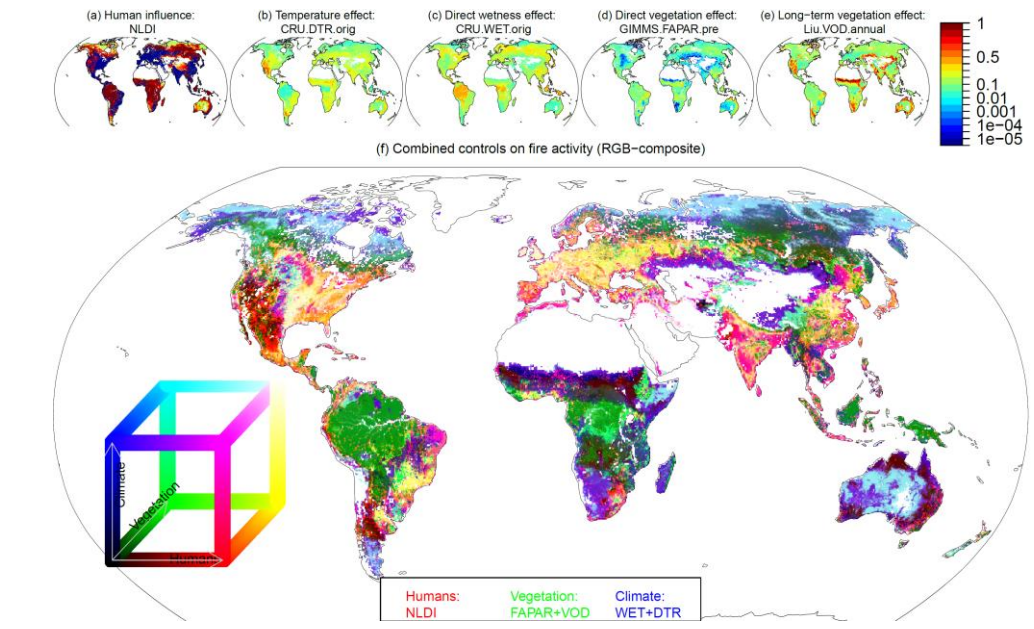 (a) Human influence:
NLDI
(b) Temperature effect:
CRU.DTR.orig
(c) Direct wetness effect:
CRU.WET.orig
(d) Direct vegetation effect:
GIMMS.FAPAR.pre
(e) Long−term vegetation effect:
Liu.VOD.annual
1
0.5
0.1
0.01
0.001
1e−04
1e−05
(f) Combined controls on fire activity (RGB−composite)
Climate
Vegetation
Humans
Humans:
NLDI
Vegetation:
FAPAR+VOD
Climate:
WET+DTR